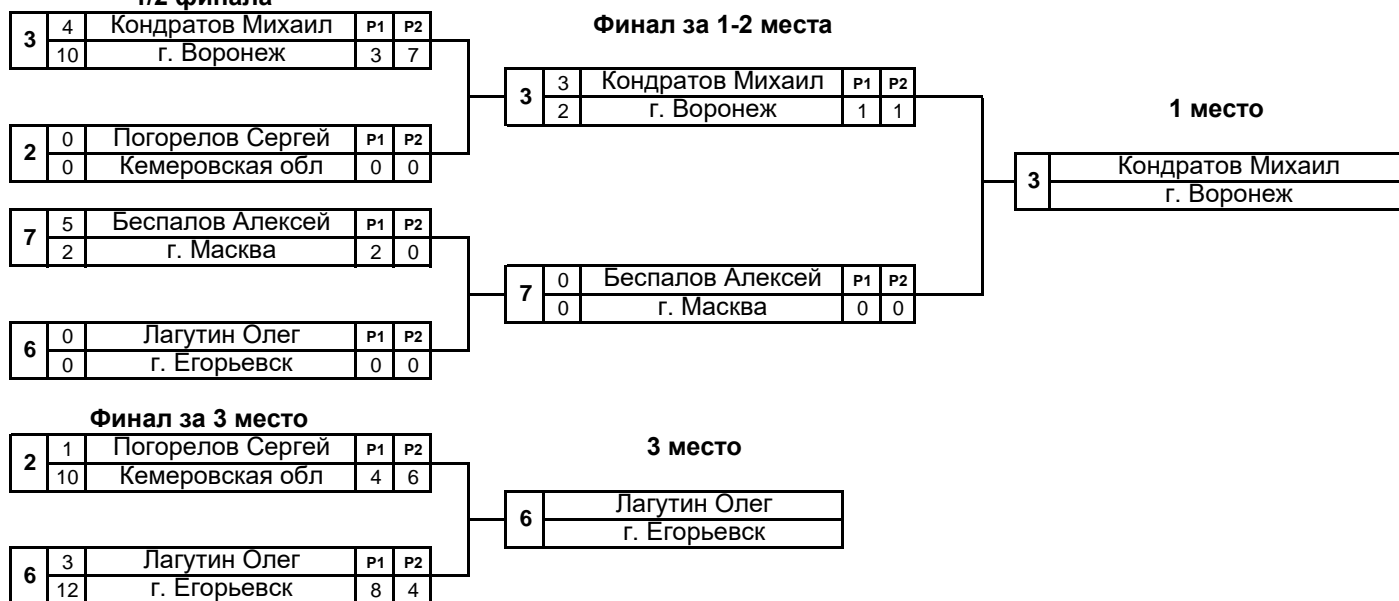 1/2 финала
3 4 Кондратов Михаил P1 P2
10 г. Воронеж 3 7
2 0 Погорелов Сергей P1 P2
0 Кемеровская обл 0 0
7 5 Беспалов Алексей P1 P2
2 г. Масква 2 0
6 0 Лагутин Олег P1 P2
0 г. Егорьевск 0 0
Финал за 1-2 места
3 3 Кондратов Михаил P1 P2
2 г. Воронеж 1 1
7 0 Беспалов Алексей P1 P2
0 г. Масква 0 0
1 место
3 Кондратов Михаил
г. Воронеж
Финал за 3 место
2 1 Погорелов Сергей P1 P2
10 Кемеровская обл 4 6
6 3 Лагутин Олег P1 P2
12 г. Егорьевск 8 4
3 место
6 Лагутин Олег
г. Егорьевск